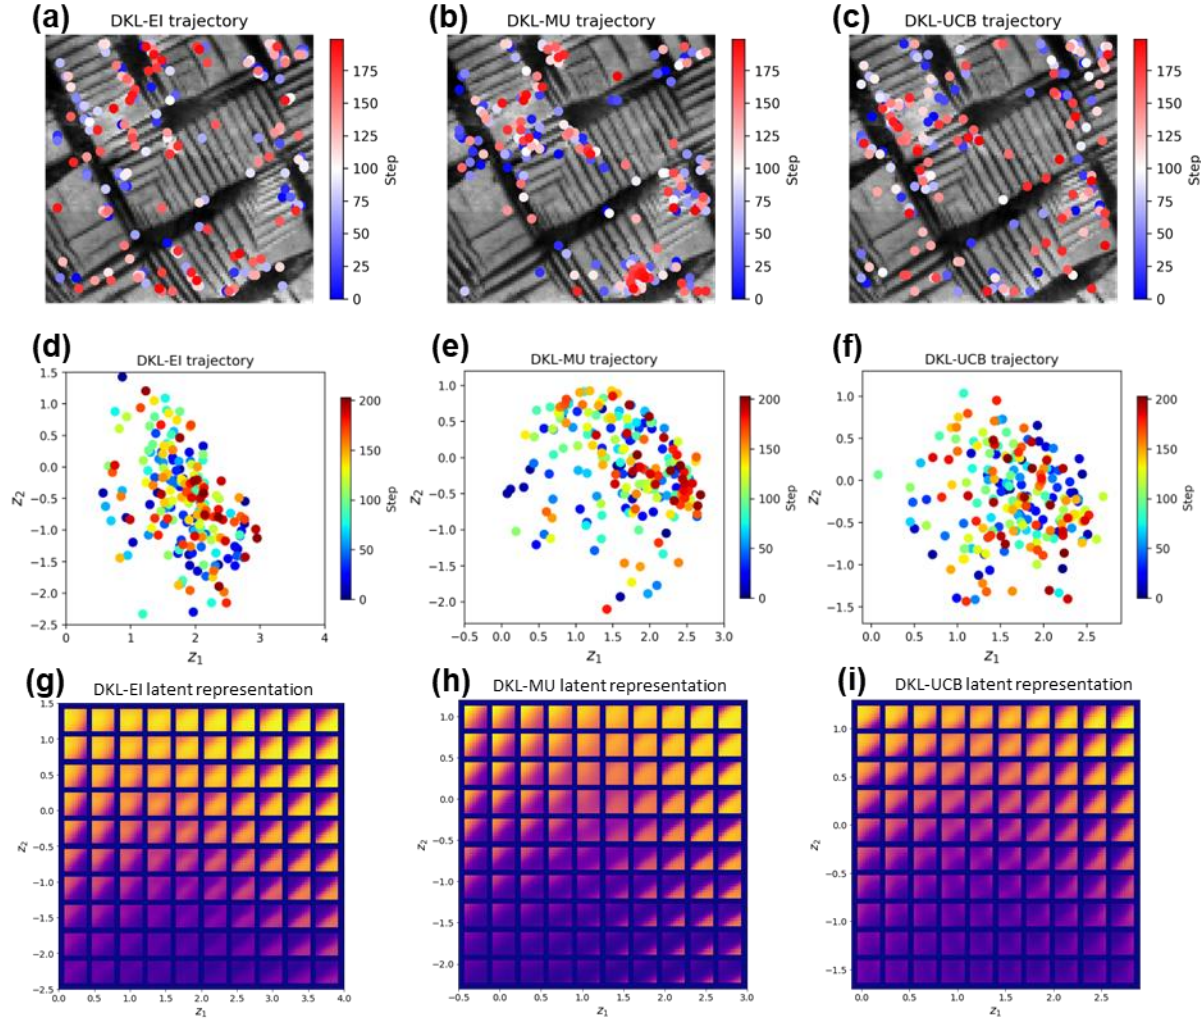 (a) DKL-EI trajectory
(b) DKL-MU trajectory
(c) DKL-UCB trajectory
175
150
125
100
75
50
25
0
Step
175
150
125
100
75
50
25
0
Step
175
150
125
100
75
50
25
0
Step
(d) DKL-EI trajectory
(e) DKL-MU trajectory
(f) DKL-UCB trajectory
1.5
1.0
0.5
0.0
−0.5
−1.0
−1.5
−2.0
−2.5
z2
0 1 2 3 4
z1
200
150
100
50
0
Step
1.0
0.5
0.0
−0.5
−1.0
−1.5
−2.0
z2
−0.5 0.0 0.5 1.0 1.5 2.0 2.5 3.0
z1
200
150
100
50
0
Step
1.0
0.5
0.0
−0.5
−1.0
−1.5
z2
0.0 0.5 1.0 1.5 2.0 2.5
z1
200
150
100
50
0
Step
(g) DKL-EI latent representation
(h) DKL-MU latent representation
(i) DKL-UCB latent representation
1.5
1.0
0.5
0.0
−0.5
−1.0
−1.5
−2.0
−2.5
z2
0.0 0.5 1.0 1.5 2.0 2.5 3.0 3.5 4.0
z1
1.0
0.5
0.0
−0.5
−1.0
−1.5
−2.0
z2
−0.5 0.0 0.5 1.0 1.5 2.0 2.5 3.0
z1
1.0
0.5
0.0
−0.5
−1.0
−1.5
z2
0.0 0.5 1.0 1.5 2.0 2.5
z1